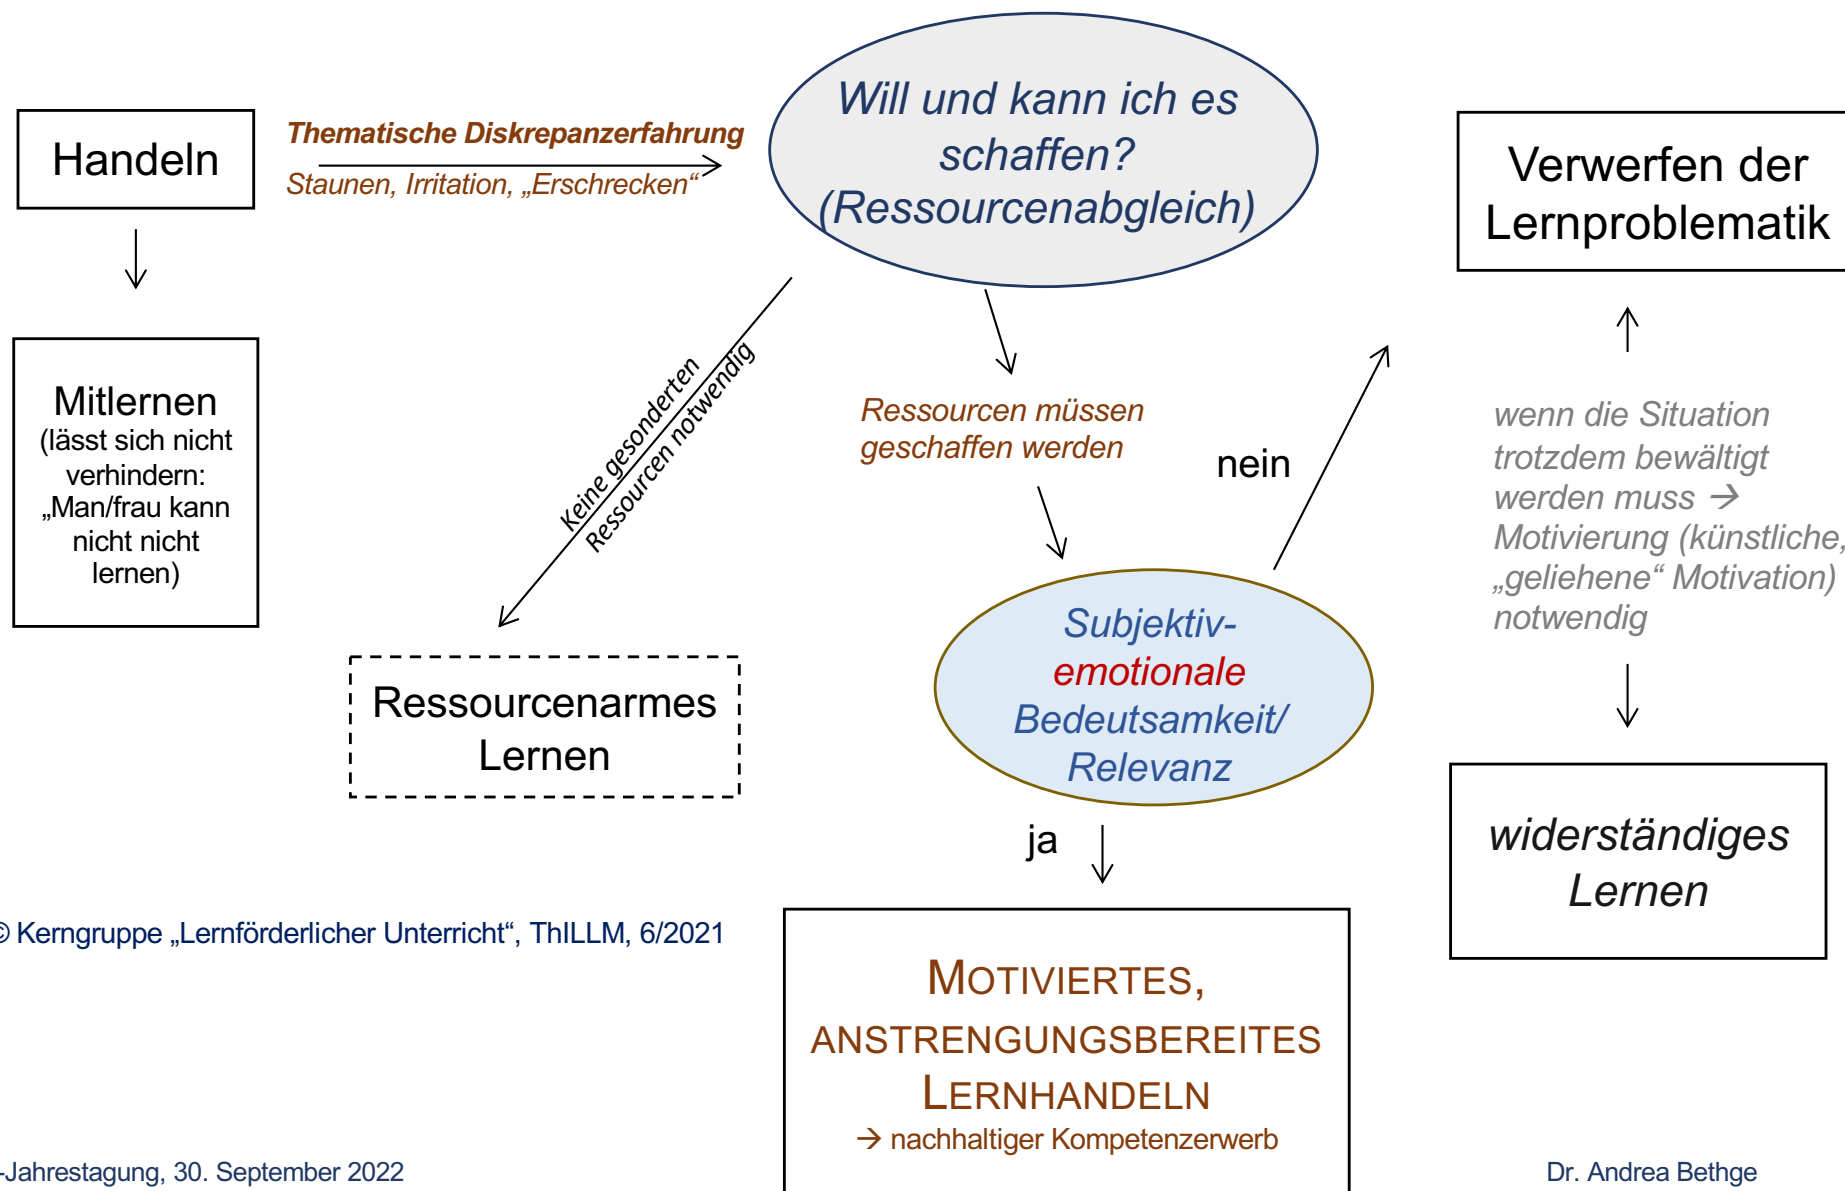 Handeln
Thematische Diskrepanzerfahrung
Staunen, Irritation, „Erschrecken“
Will und kann ich es
schaffen?
(Ressourcenabgleich)
Verwerfen der
Lernproblematik
Mitlernen
(lässt sich nicht
verhindern:
„Man/frau kann
nicht nicht
lernen)
Keine gesonderten
Ressourcen notwendig
Ressourcen müssen
geschaffen werden
nein
wenn die Situation
trotzdem bewältigt
werden muss →
Motivierung (künstliche,
„geliehene“ Motivation)
notwendig
Ressourcenarmes
Lernen
Subjektiv-
emotionale
Bedeutsamkeit/
Relevanz
ja
widerständiges
Lernen
© Kerngruppe „Lernförderlicher Unterricht“, ThILLM, 6/2021
MOTIVIERTES,
ANSTRENGUNGSBEREITES
LERNHANDELN
→ nachhaltiger Kompetenzerwerb
-Jahrestagung, 30. September 2022
Dr. Andrea Bethge